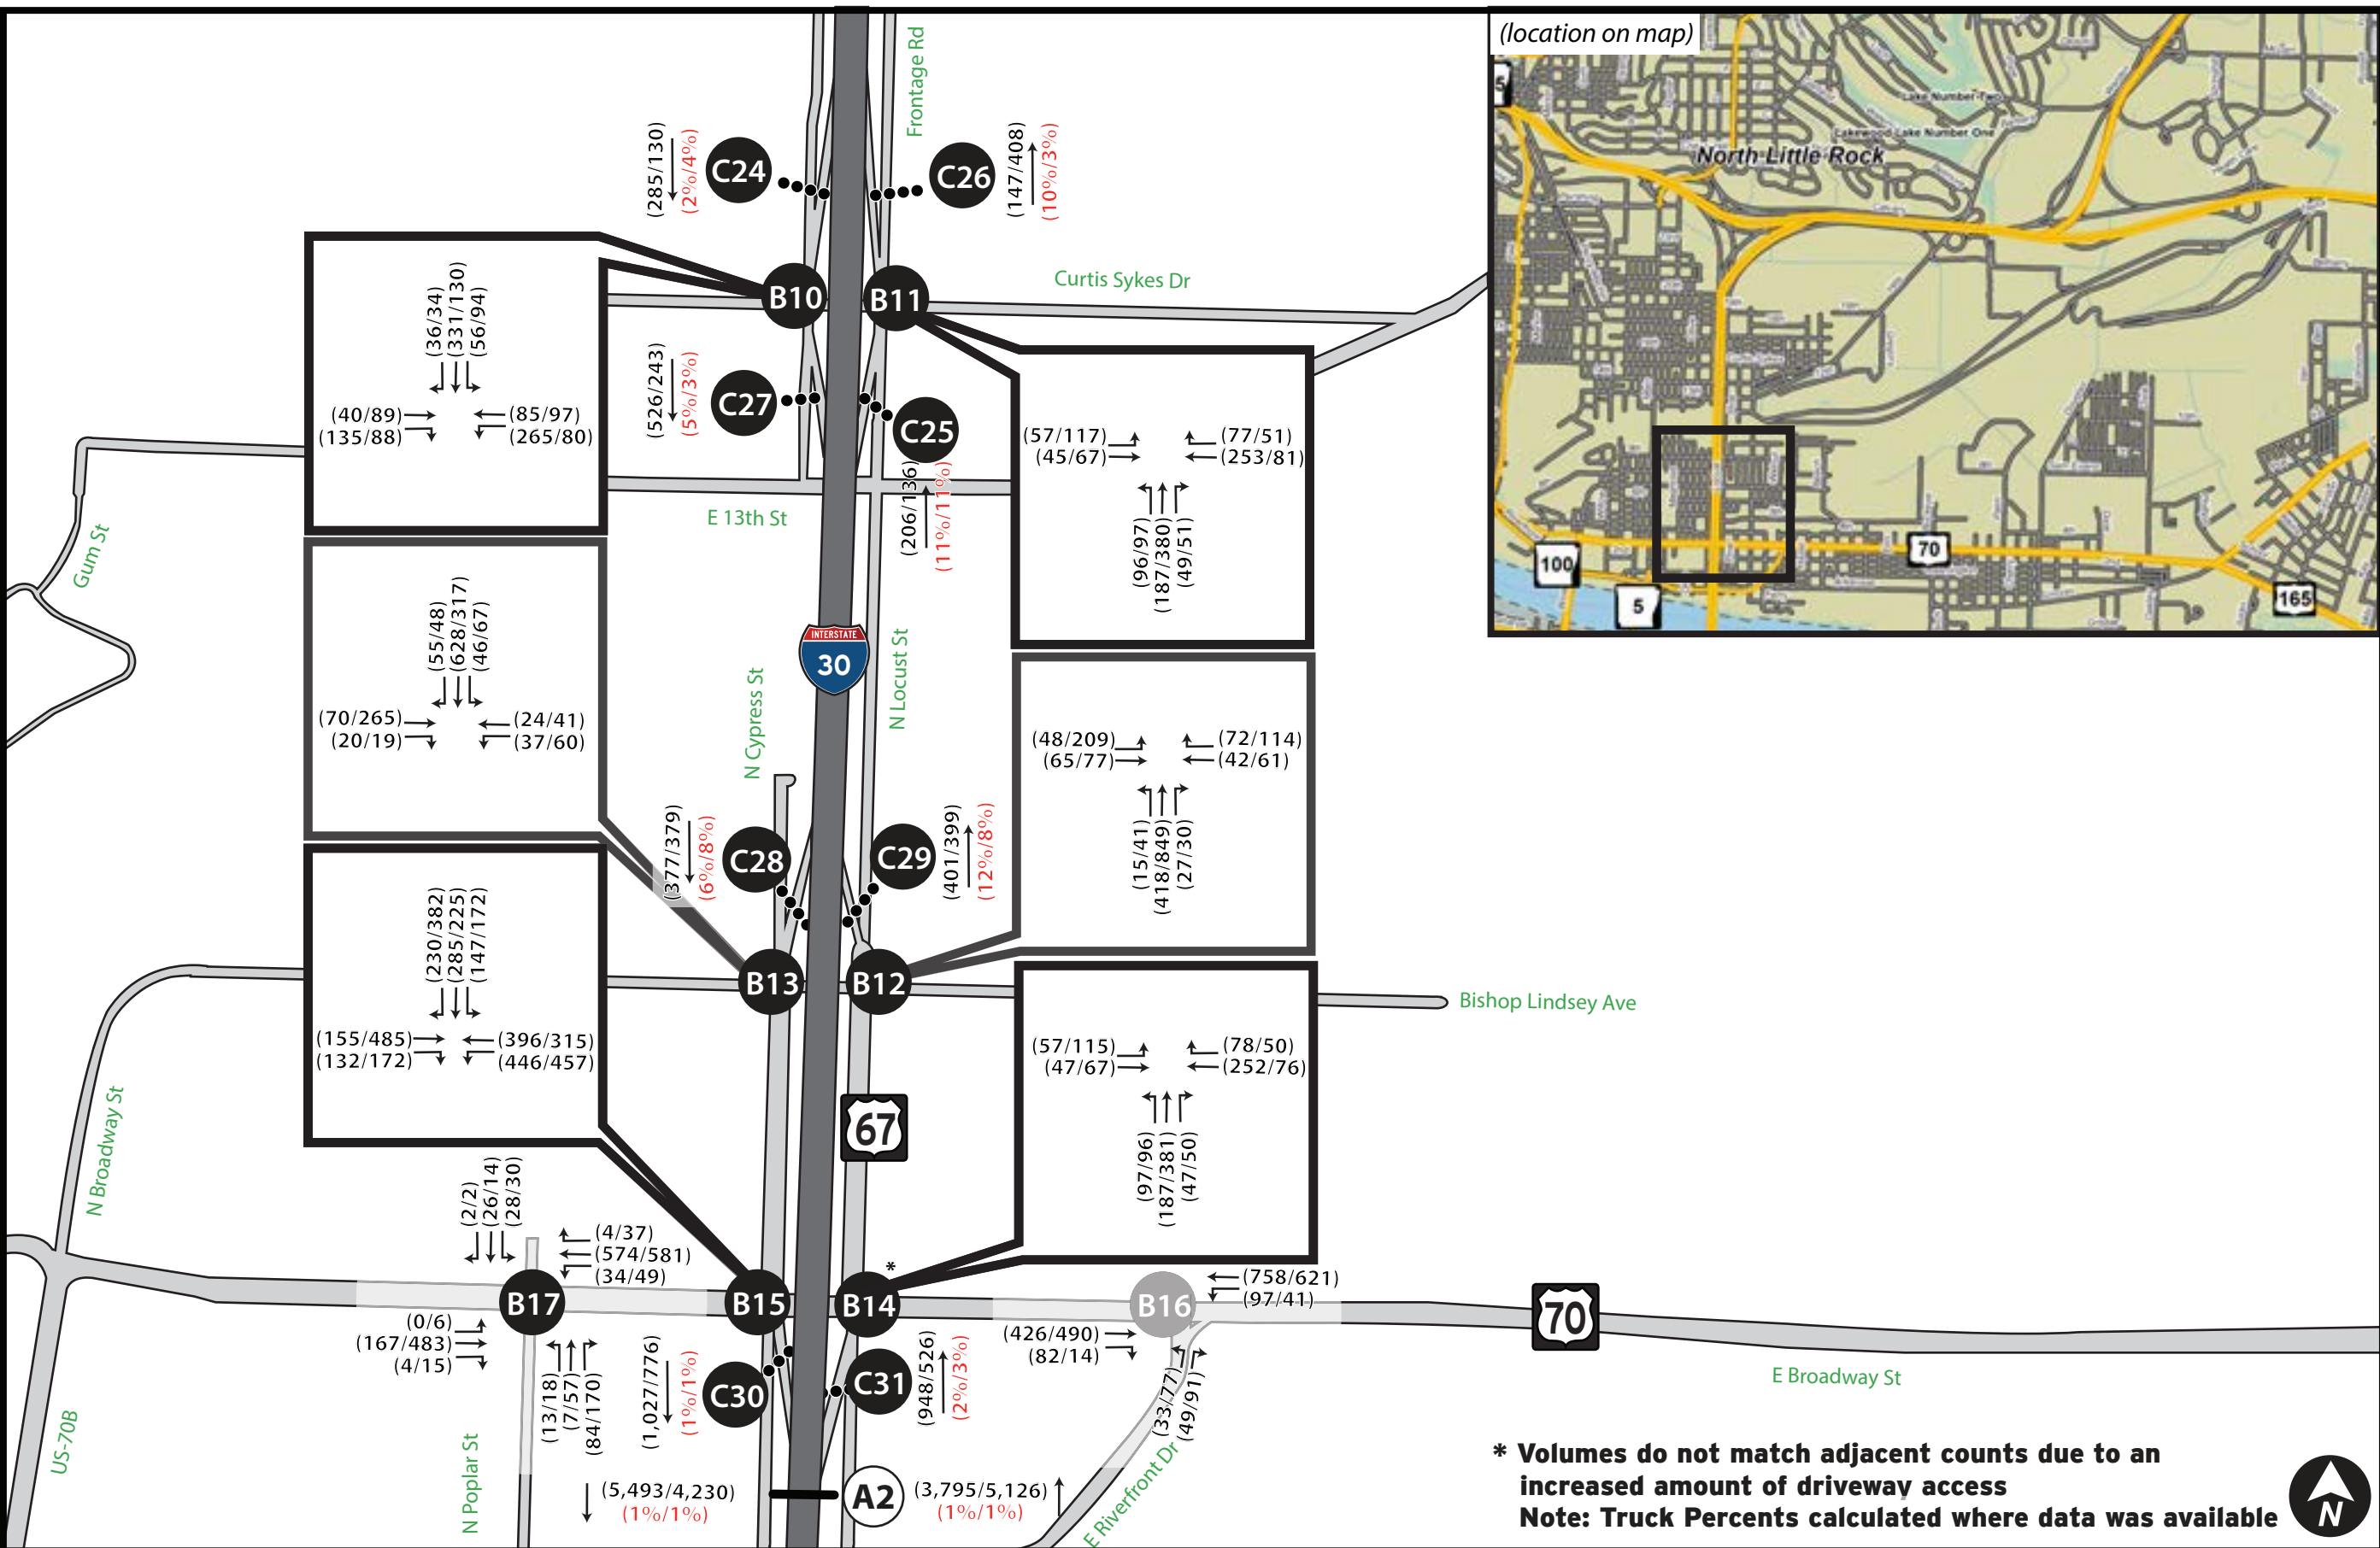 (location on map)
5
Lake Number Two
Lakewood Lake Number One
North Little Rock
100
5
70
165
Frontage Rd
(285/130)
(2%/4%)
C24
C26
(147/408)
(10%/3%)
B10
B11
Curtis Sykes Dr
(36/34)
(331/130)
(56/94)
(40/89)
(135/88)
(85/97)
(265/80)
(526/243)
(5%/3%)
C27
C25
(206/136)
(11%/11%)
(57/117)
(45/67)
(77/51)
(253/81)
(96/97)
(187/380)
(49/51)
E 13th St
Gum St
(55/48)
(628/317)
(46/67)
(70/265)
(20/19)
(24/41)
(37/60)
INTERSTATE
30
N Cypress St
N Locust St
(48/209)
(65/77)
(72/114)
(42/61)
(15/41)
(418/849)
(27/30)
(377/379)
(6%/8%)
C28
C29
(401/399)
(12%/8%)
B13
B12
Bishop Lindsey Ave
(230/382)
(285/225)
(147/172)
(155/485)
(132/172)
(396/315)
(446/457)
(57/115)
(47/67)
(78/50)
(252/76)
(97/96)
(187/381)
(47/50)
67
N Broadway St
(2/2)
(26/14)
(28/30)
(4/37)
(574/581)
(34/49)
B17
B15
*
B14
B16
(758/621)
(97/41)
70
(0/6)
(167/483)
(4/15)
(13/18)
(7/57)
(84/170)
(1,027/776)
(1%/1%)
C30
C31
(948/526)
(2%/3%)
(426/490)
(82/14)
(33/77)
(49/91)
E Broadway St
US-70B
N Poplar St
(5,493/4,230)
(1%/1%)
A2
(3,795/5,126)
(1%/1%)
E Riverfront Dr
* Volumes do not match adjacent counts due to an
increased amount of driveway access
Note: Truck Percents calculated where data was available
N